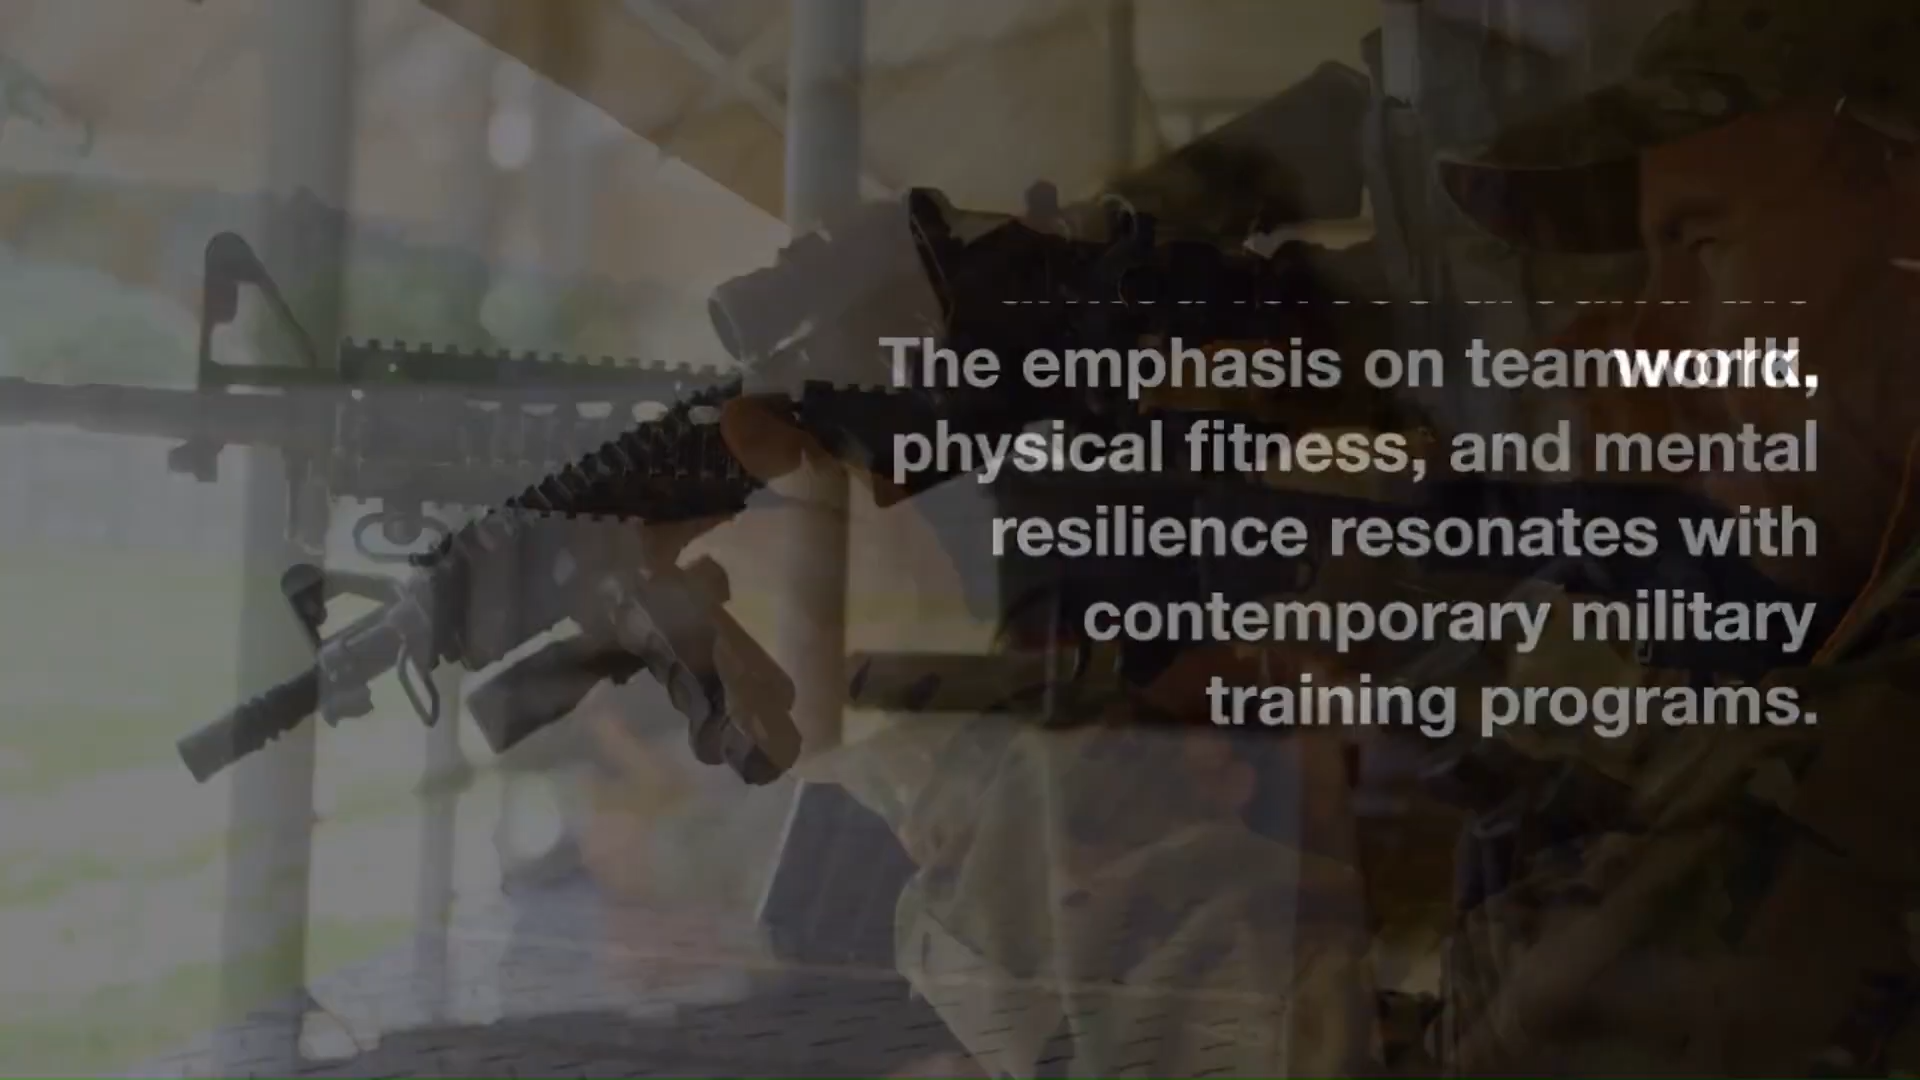 The emphasis on teamwork,
physical fitness, and mental
resilience resonates with
contemporary military
training programs.